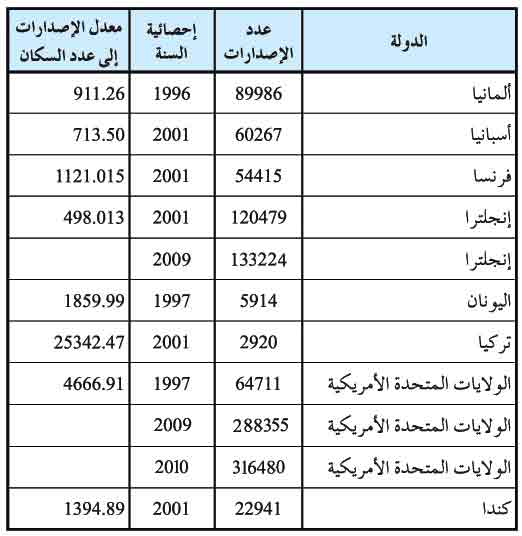 الدولة عدد الإصدارات إحصائية السنة معدل الإصدارات إلى عدد السكان
ألمانيا 89986 1996 911.26
أسبانيا 60267 2001 713.50
فرنسا 54415 2001 1121.015
إنجلترا 120479 2001 498.013
إنجلترا 133224 2009
اليونان 5914 1997 1859.99
تركيا 2920 2001 25342.47
الولايات المتحدة الأمريكية 64711 1997 4666.91
الولايات المتحدة الأمريكية 288355 2009
الولايات المتحدة الأمريكية 316480 2010
كندا 22941 2001 1394.89